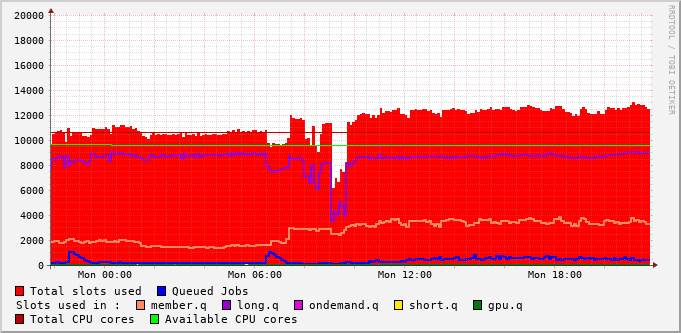 20000
18000
16000
14000
12000
10000
8000
6000
4000
2000
0
Mon 00:00 Mon 06:00 Mon 12:00 Mon 18:00
RRDTOOL / TOBI OETIKER
Total slots used Queued Jobs
Slots used in : member.q long.q ondemand.q short.q gpu.q
Total CPU cores Available CPU cores